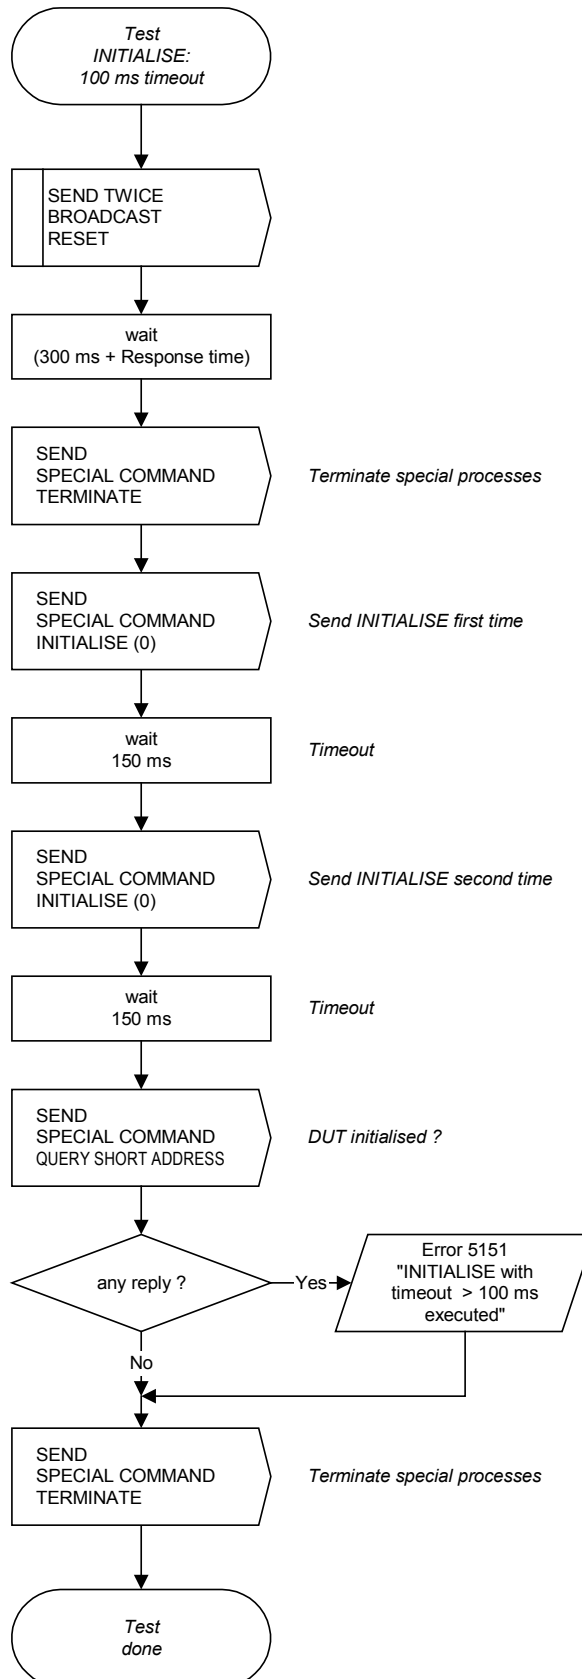 Test
INITIALISE:
100 ms timeout
SEND TWICE
BROADCAST
RESET
wait
(300 ms + Response time)
SEND
SPECIAL COMMAND
TERMINATE
Terminate special processes
SEND
SPECIAL COMMAND
INITIALISE (0)
Send INITIALISE first time
wait
150 ms
Timeout
SEND
SPECIAL COMMAND
INITIALISE (0)
Send INITIALISE second time
wait
150 ms
Timeout
SEND
SPECIAL COMMAND
QUERY SHORT ADDRESS
DUT initialised ?
any reply ?
Yes
Error 5151
"INITIALISE with
timeout > 100 ms
executed"
No
SEND
SPECIAL COMMAND
TERMINATE
Terminate special processes
Test
done